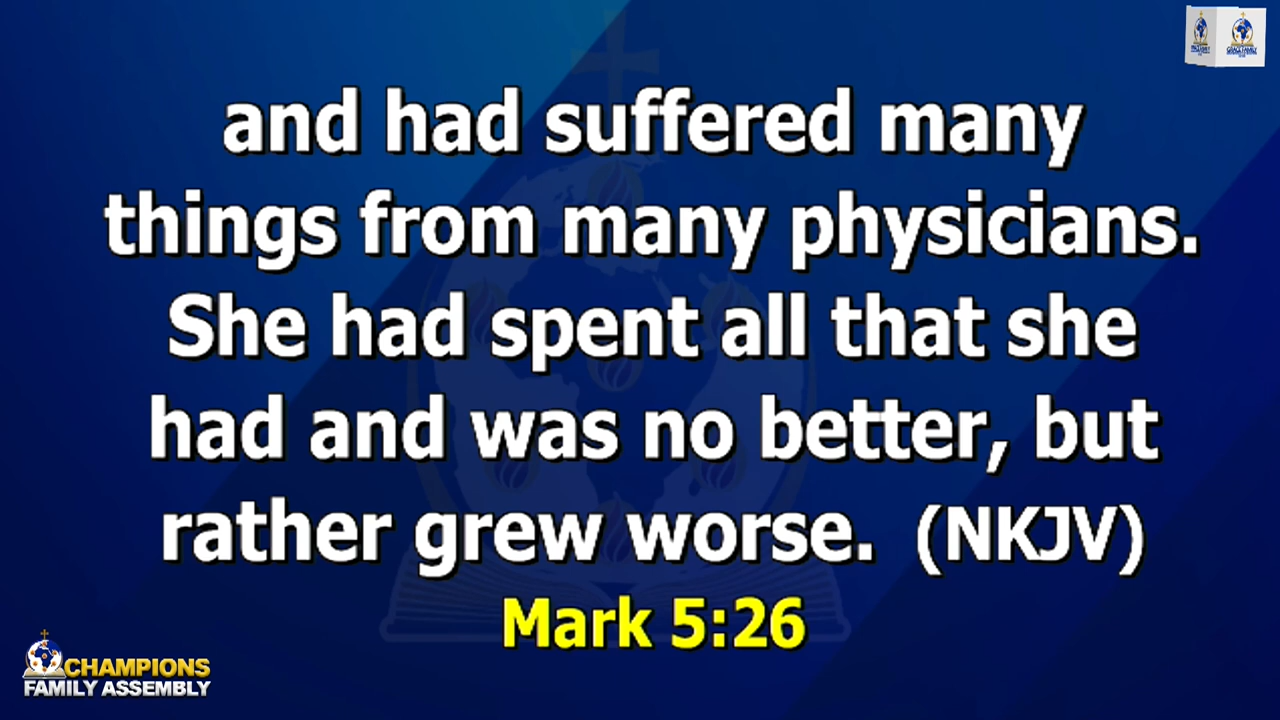 and had suffered many
things from many physicians.
She had spent all that she
had and was no better, but
rather grew worse.  (NKJV)
Mark 5:26
CHAMPIONS
FAMILY ASSEMBLY